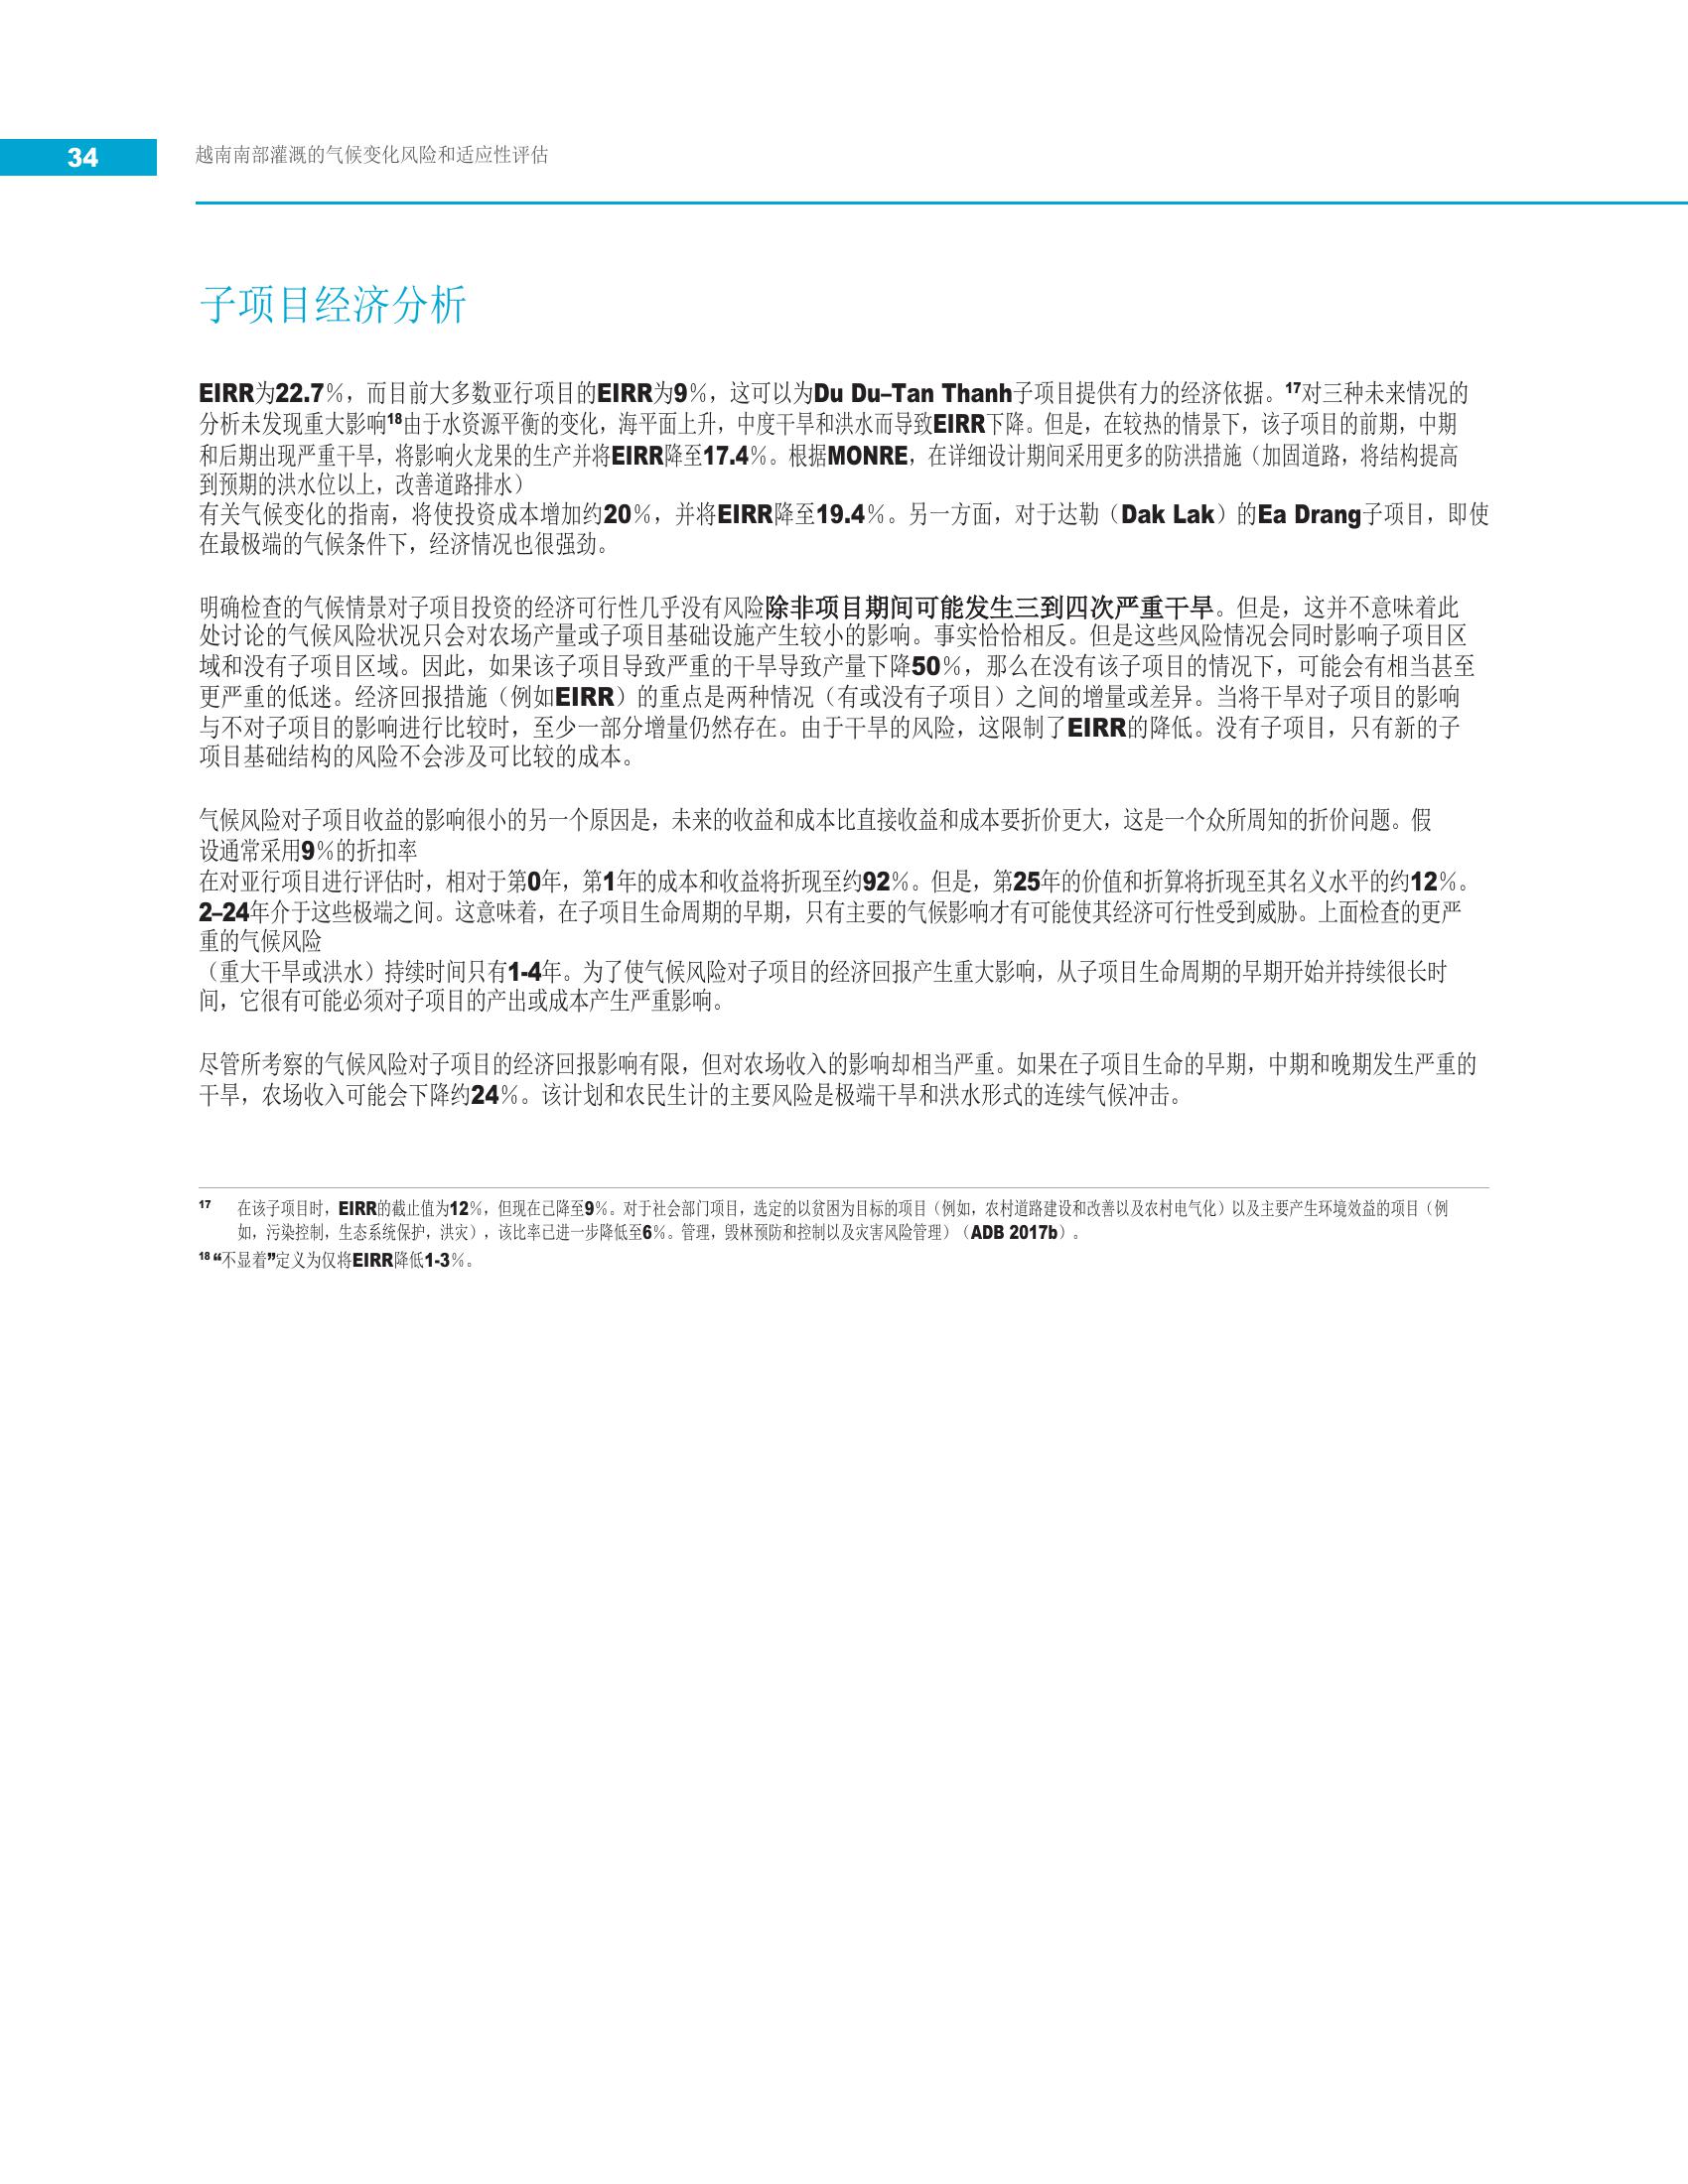 34
越南南部灌溉的气候变化风险和适应性评估
子项目经济分析
EIRR为22.7％，而目前大多数亚行项目的EIRR为9％，这可以为Du Du–Tan Thanh子项目提供有力的经济依据。17对三种未来情况的
分析未发现重大影响18由于水资源平衡的变化，海平面上升，中度干旱和洪水而导致EIRR下降。但是，在较热的情景下，该子项目的前期，中期
和后期出现严重干旱，将影响火龙果的生产并将EIRR降至17.4％。根据MONRE，在详细设计期间采用更多的防洪措施（加固道路，将结构提高
到预期的洪水位以上，改善道路排水）
有关气候变化的指南，将使投资成本增加约20％，并将EIRR降至19.4％。另一方面，对于达勒（Dak Lak）的Ea Drang子项目，即使
在最极端的气候条件下，经济情况也很强劲。
明确检查的气候情景对子项目投资的经济可行性几乎没有风险除非项目期间可能发生三到四次严重干旱。但是，这并不意味着此
处讨论的气候风险状况只会对农场产量或子项目基础设施产生较小的影响。事实恰恰相反。但是这些风险情况会同时影响子项目区
域和没有子项目区域。因此，如果该子项目导致严重的干旱导致产量下降50％，那么在没有该子项目的情况下，可能会有相当甚至
更严重的低迷。经济回报措施（例如EIRR）的重点是两种情况（有或没有子项目）之间的增量或差异。当将干旱对子项目的影响
与不对子项目的影响进行比较时，至少一部分增量仍然存在。由于干旱的风险，这限制了EIRR的降低。没有子项目，只有新的子
项目基础结构的风险不会涉及可比较的成本。
气候风险对子项目收益的影响很小的另一个原因是，未来的收益和成本比直接收益和成本要折价更大，这是一个众所周知的折价问题。假
设通常采用9％的折扣率
在对亚行项目进行评估时，相对于第0年，第1年的成本和收益将折现至约92％。但是，第25年的价值和折算将折现至其名义水平的约12％。
2–24年介于这些极端之间。这意味着，在子项目生命周期的早期，只有主要的气候影响才有可能使其经济可行性受到威胁。上面检查的更严
重的气候风险
（重大干旱或洪水）持续时间只有1-4年。为了使气候风险对子项目的经济回报产生重大影响，从子项目生命周期的早期开始并持续很长时
间，它很有可能必须对子项目的产出或成本产生严重影响。
尽管所考察的气候风险对子项目的经济回报影响有限，但对农场收入的影响却相当严重。如果在子项目生命的早期，中期和晚期发生严重的
干旱，农场收入可能会下降约24％。该计划和农民生计的主要风险是极端干旱和洪水形式的连续气候冲击。
17 在该子项目时，EIRR的截止值为12％，但现在已降至9％。对于社会部门项目，选定的以贫困为目标的项目（例如，农村道路建设和改善以及农村电气化）以及主要产生环境效益的项目（例
如，污染控制，生态系统保护，洪灾），该比率已进一步降低至6％。管理，毁林预防和控制以及灾害风险管理）（ADB 2017b）。
18 “不显着”定义为仅将EIRR降低1-3％。